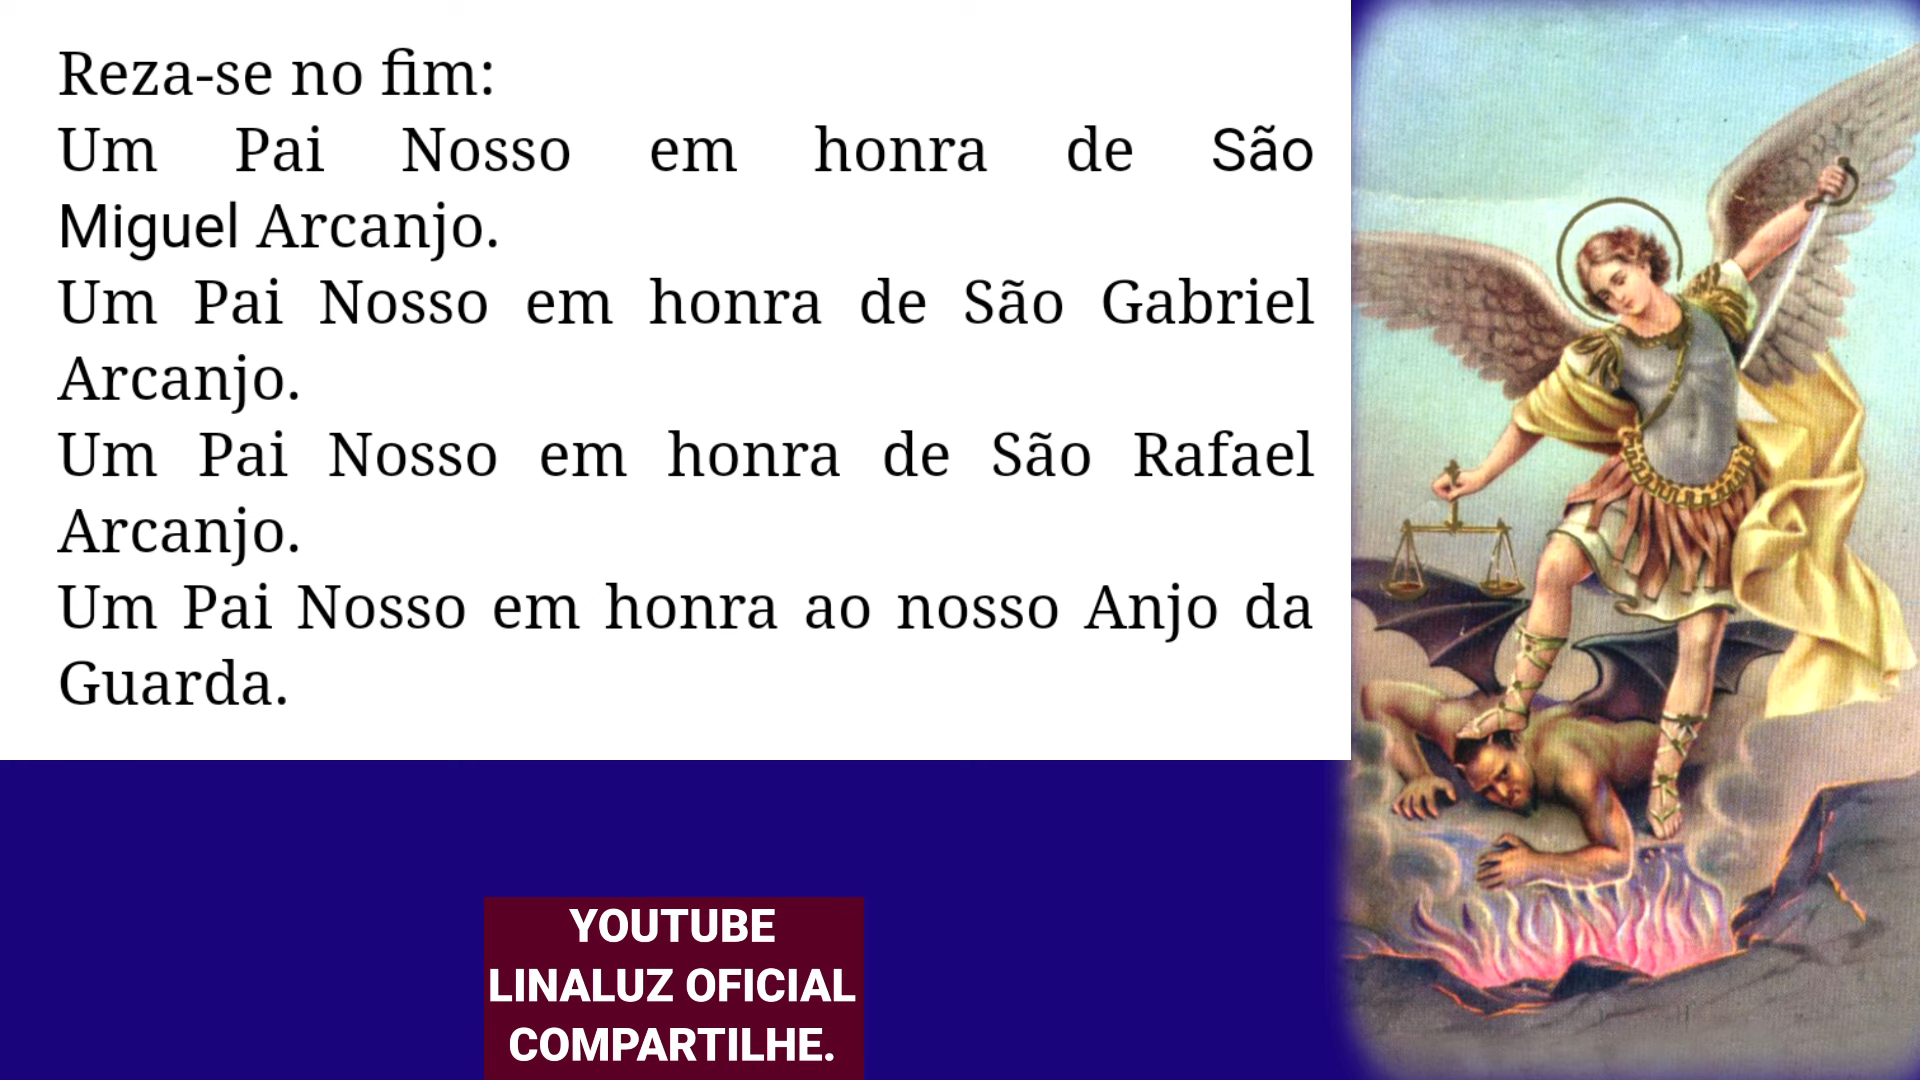 Reza-se no fim:
Um Pai Nosso em honra de São
Miguel Arcanjo.
Um Pai Nosso em honra de São Gabriel
Arcanjo.
Um Pai Nosso em honra de São Rafael
Arcanjo.
Um Pai Nosso em honra ao nosso Anjo da
Guarda.
YOUTUBE
LINALUZ OFICIAL
COMPARTILHE.